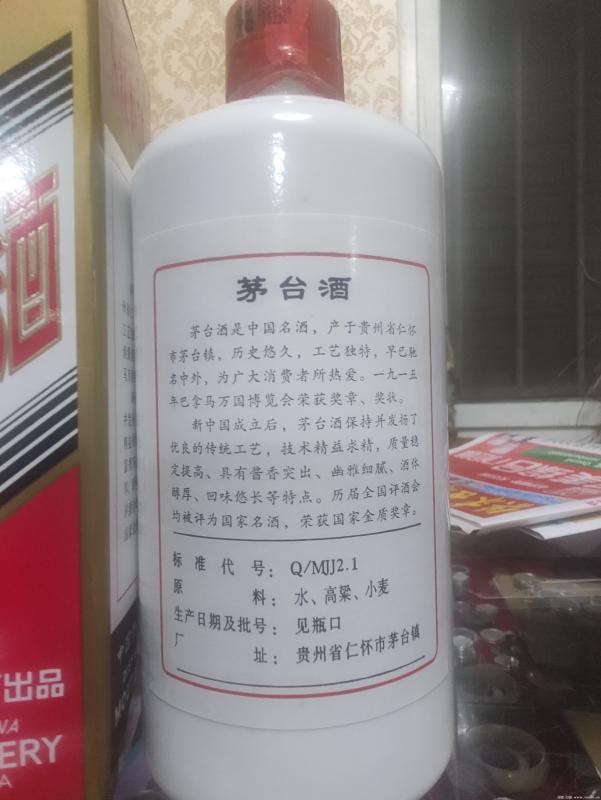 茅台酒
茅台酒是中国名酒，产于贵州省仁怀
市茅台镇，历史悠久，工艺独特，早已驰
名中外，为广大消费者所热爱。一九一五
年巴拿马万国博览会荣获奖章、奖状。
新中国成立后，茅台酒保持并发扬了
优良的传统工艺，技术精益求精，质量稳
定提高、具有酱香突出、幽雅细腻、酒体
醇厚、回味悠长等特点。历届全国评酒会
均被评为国家名酒，荣获国家金质奖章。
标准代号：Q/MJJ2.1
原料：水、高粱、小麦
生产日期及批号：见瓶口
厂址：贵州省仁怀市茅台镇
酒
出品
NA
ERY
A